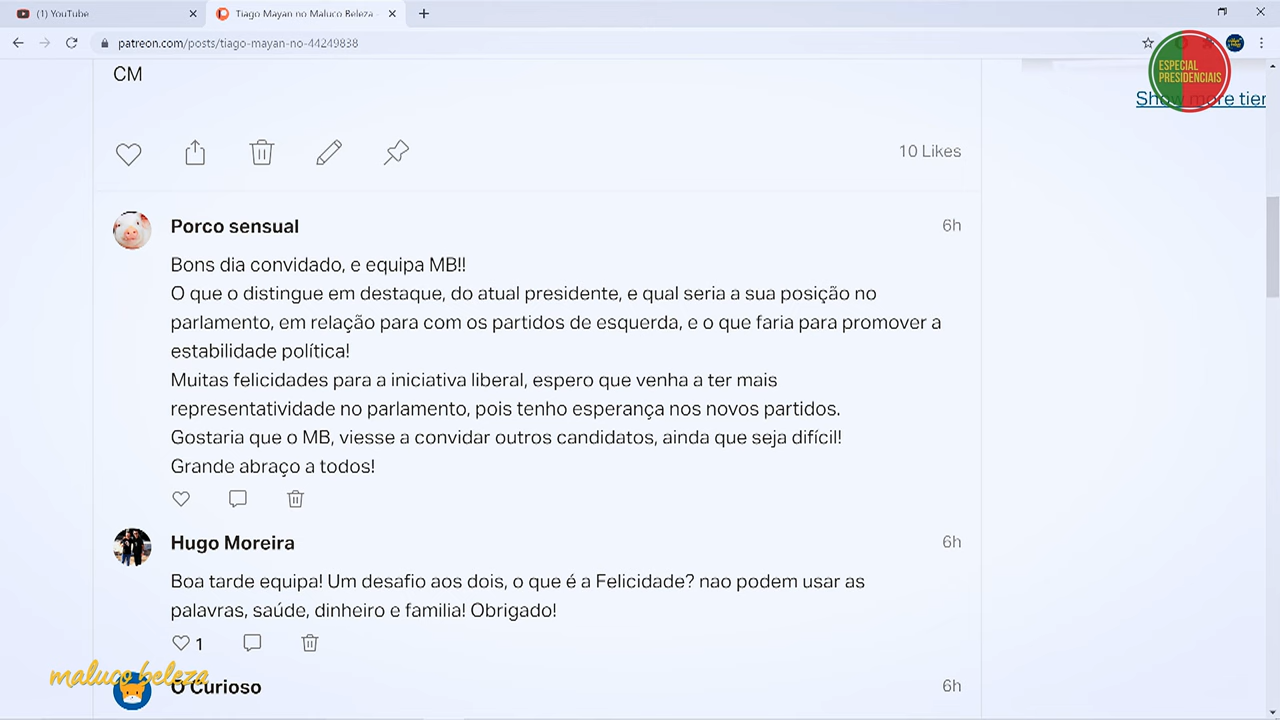 (1) YouTube
Tiago Mayan no Maluco Beleza -
patreon.com/posts/tiago-mayan-no-44249838
ESPECIAL
PRESIDENCIAIS
CM
Show more tier
10 Likes
Porco sensual
6h
Bons dia convidado, e equipa MB!!
O que o distingue em destaque, do atual presidente, e qual seria a sua posição no
parlamento, em relação para com os partidos de esquerda, e o que faria para promover a
estabilidade política!
Muitas felicidades para a iniciativa liberal, espero que venha a ter mais
representatividade no parlamento, pois tenho esperança nos novos partidos.
Gostaria que o MB, viesse a convidar outros candidatos, ainda que seja difícil!
Grande abraço a todos!
Hugo Moreira
6h
Boa tarde equipa! Um desafio aos dois, o que é a Felicidade? nao podem usar as
palavras, saúde, dinheiro e familia! Obrigado!
1
maluco beleza
O Curioso
6h